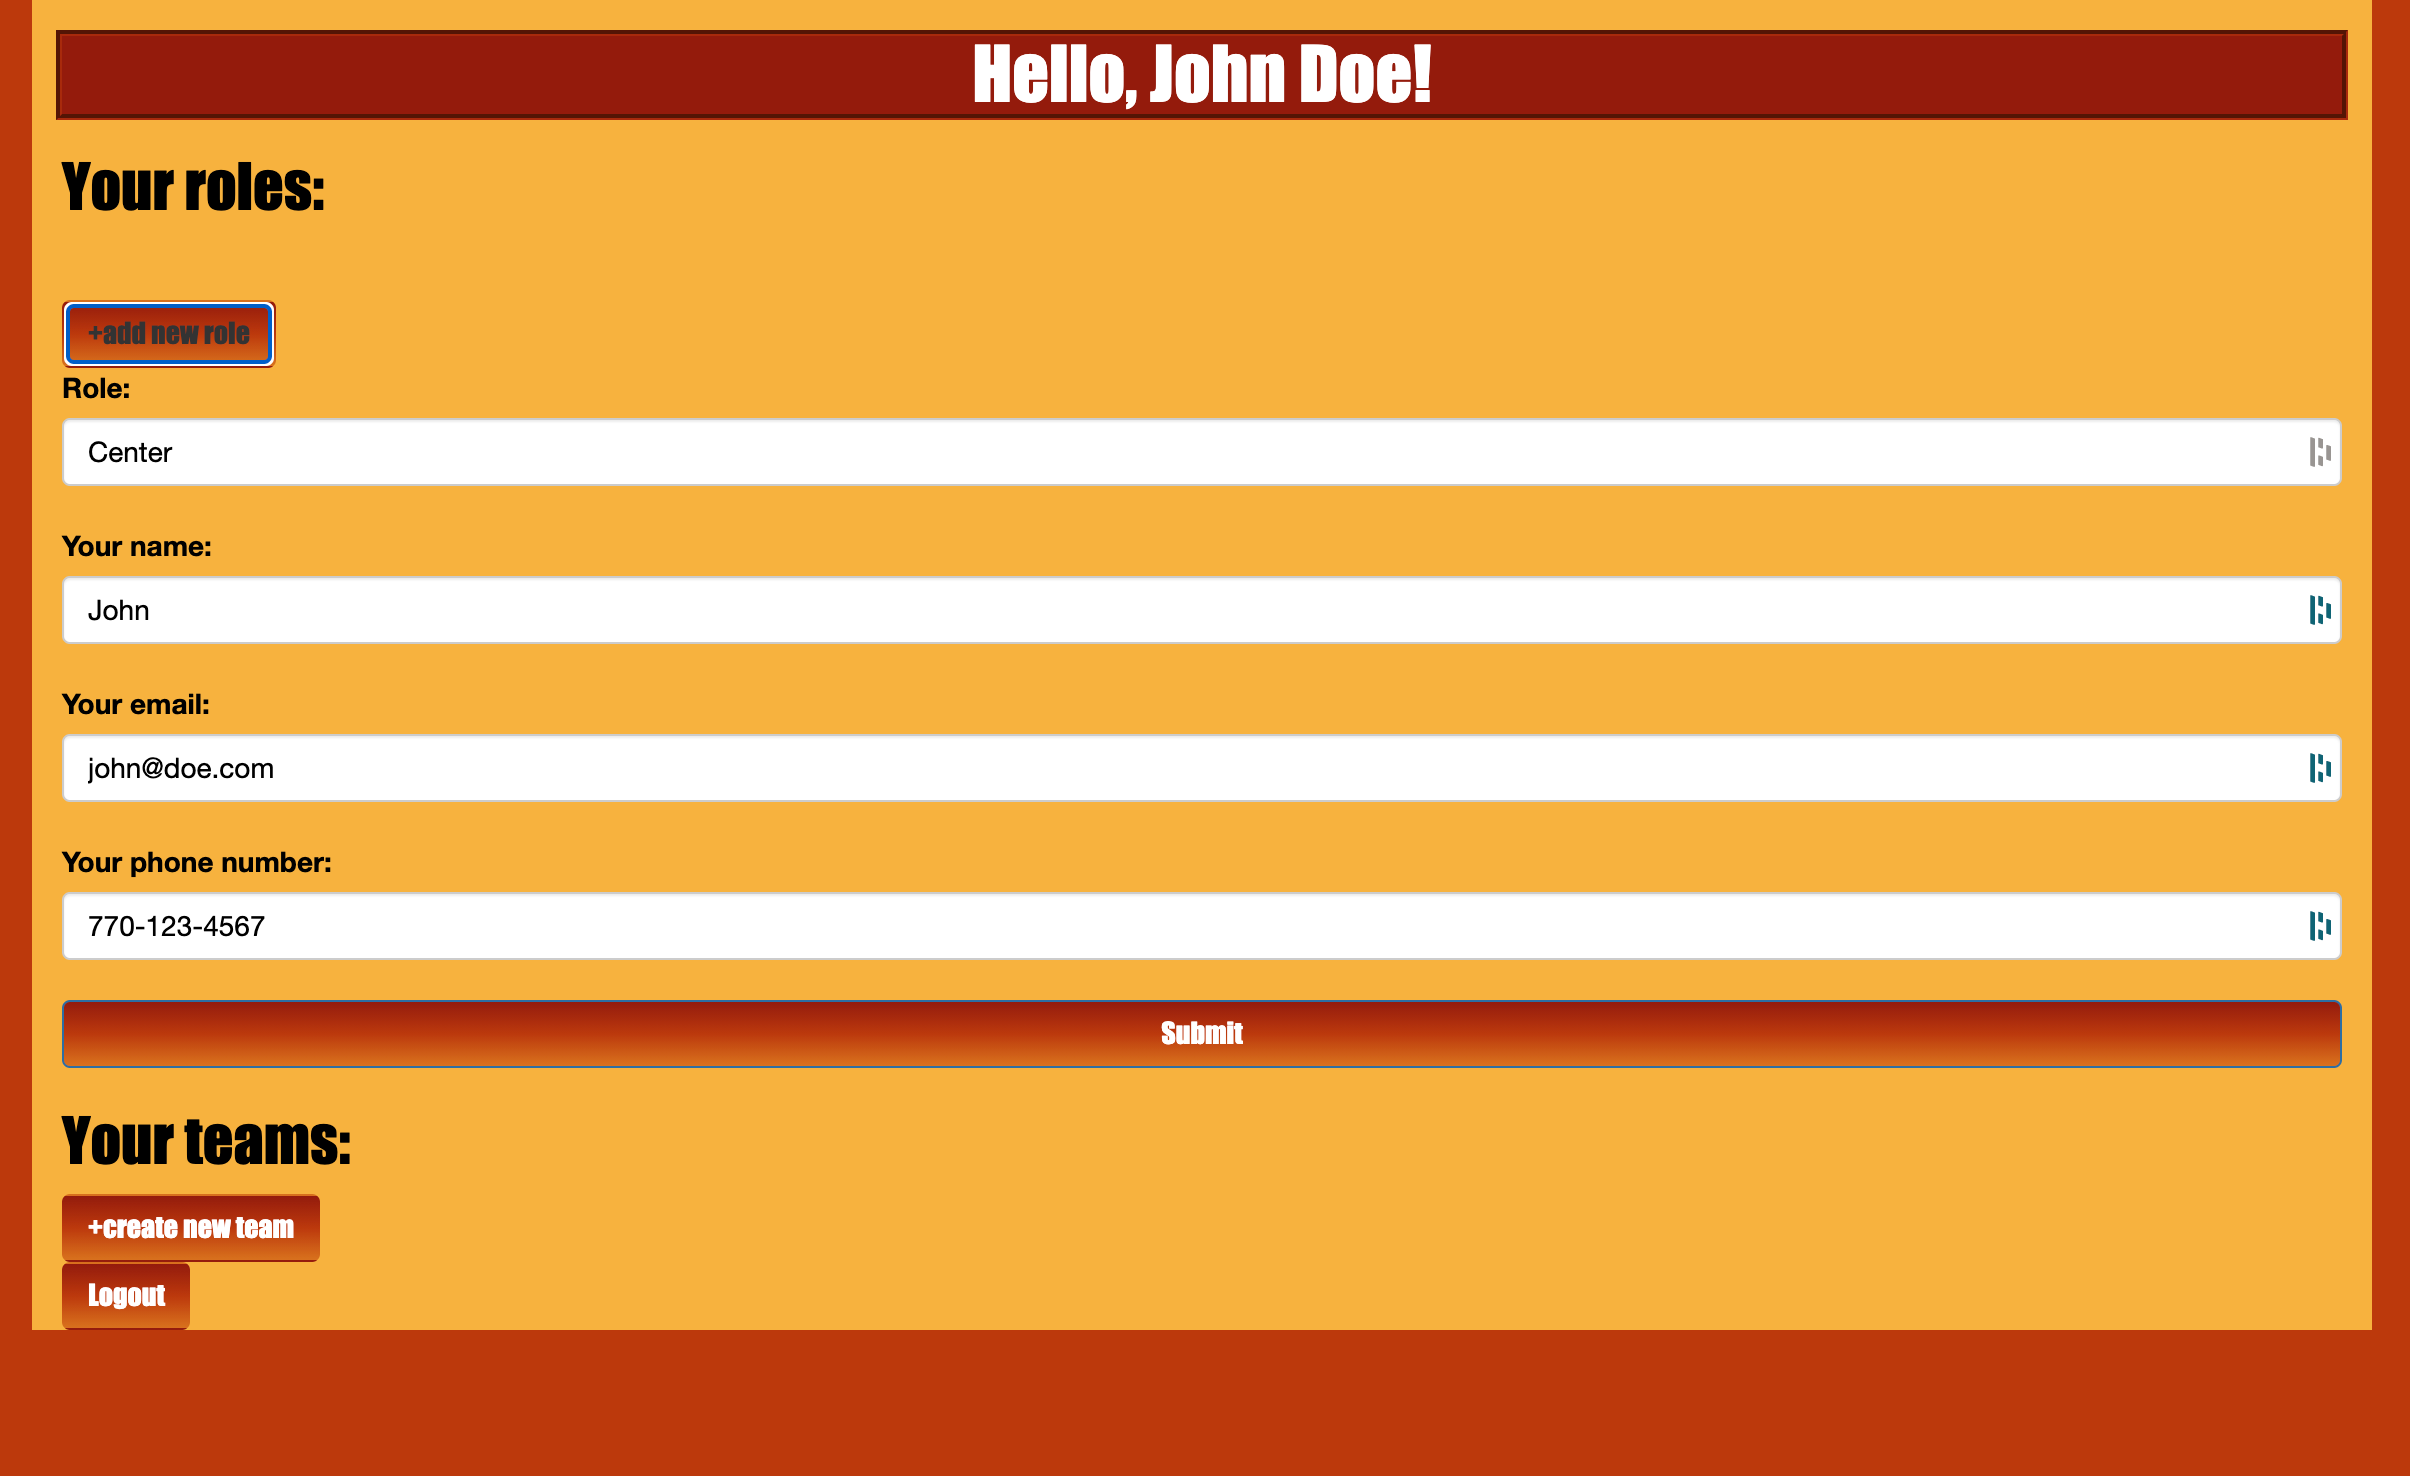 Hello, John Doe!
Your roles:
+add new role
Role:
Center
Your name:
John
Your email:
john@doe.com
Your phone number:
770-123-4567
Submit
Your teams:
+create new team
Logout